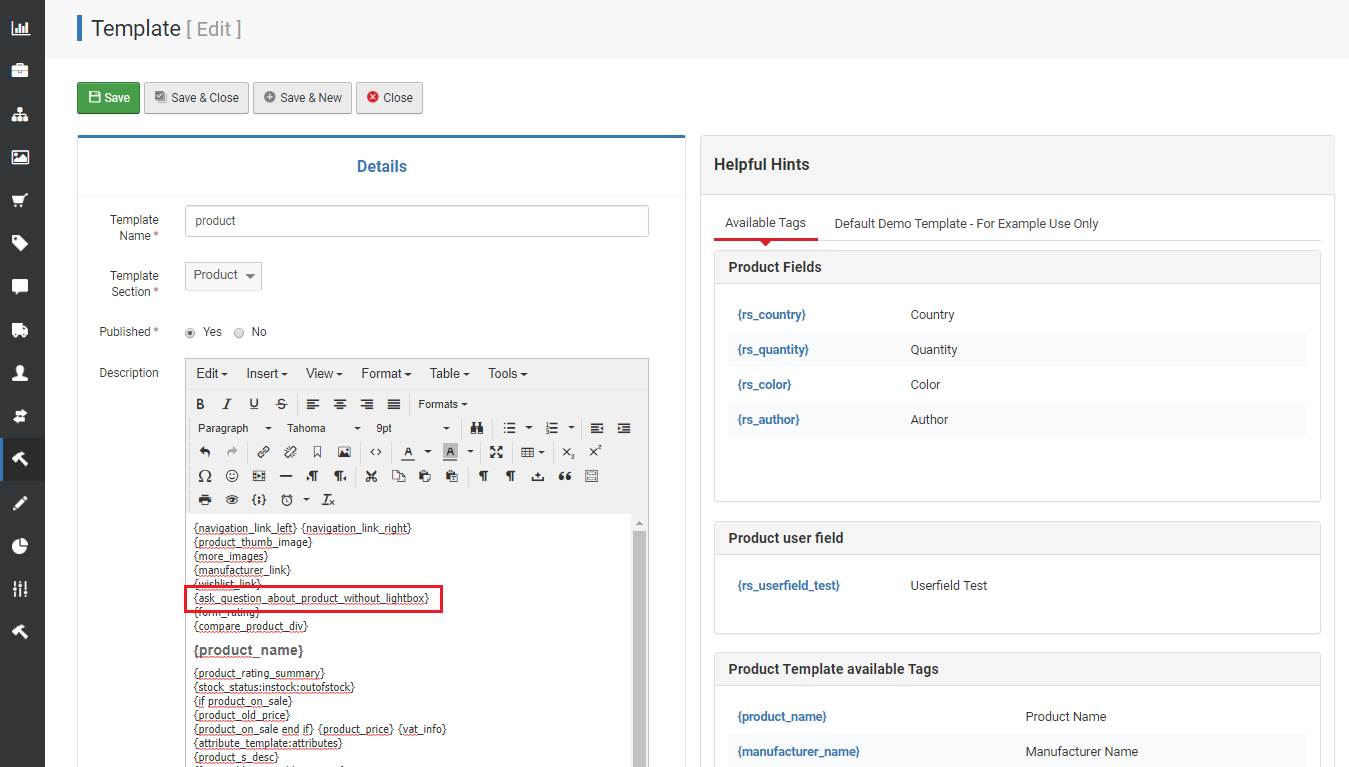 Template [ Edit ]
Save
Save & Close
Save & New
Close
Details
Template Name *
product
Template Section *
Product
Published *
Yes
No
Description
Edit
Insert
View
Format
Table
Tools
B I U S
Formats
Paragraph
Tahoma
9pt
{navigation_link_left} {navigation_link_right}
{product_thumb_image}
{more_images}
{manufacturer_link}
{wishlist_link}
{ask_question_about_product_without_lightbox}
{form_rating}
{compare_product_div}
{product_name}
{product_rating_summary}
{stock_status:instock:outofstock}
{if product_on_sale}
{product_old_price}
{product_on_sale end if} {product_price} {vat_info}
{attribute_template:attributes}
{product_s_desc}
Helpful Hints
Available Tags
Default Demo Template - For Example Use Only
Product Fields
{rs_country} Country
{rs_quantity} Quantity
{rs_color} Color
{rs_author} Author
Product user field
{rs_userfield_test} Userfield Test
Product Template available Tags
{product_name} Product Name
{manufacturer_name} Manufacturer Name